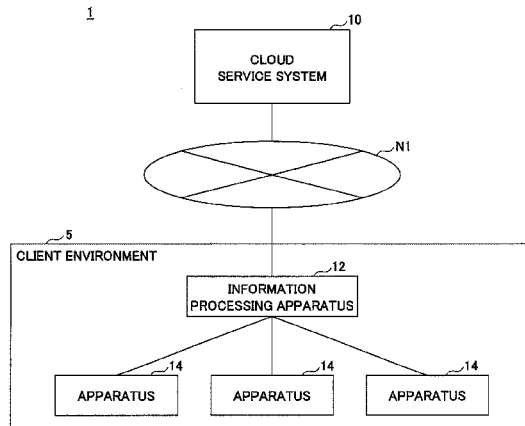 1
10
CLOUD
SERVICE SYSTEM
N1
5
CLIENT ENVIRONMENT
12
INFORMATION
PROCESSING APPARATUS
14
14
14
APPARATUS
APPARATUS
APPARATUS